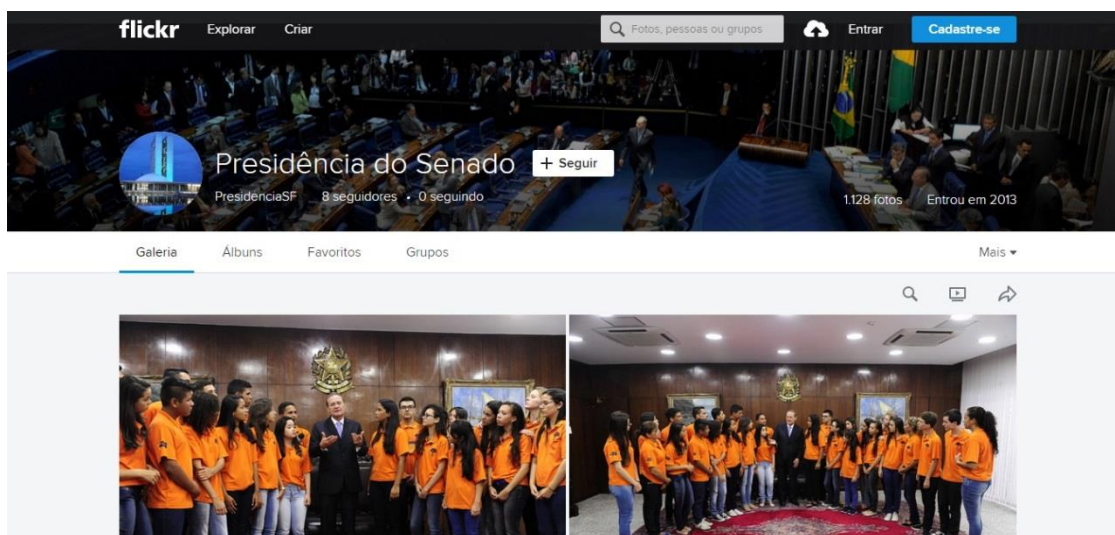 flickr Explorar Criar Fotos, pessoas ou grupos Entrar Cadastre-se
Presidência do Senado + Seguir
PresidenciaSF 8 seguidores • 0 seguindo 1.128 fotos Entrou em 2013
Galeria Álbuns Favoritos Grupos Mais